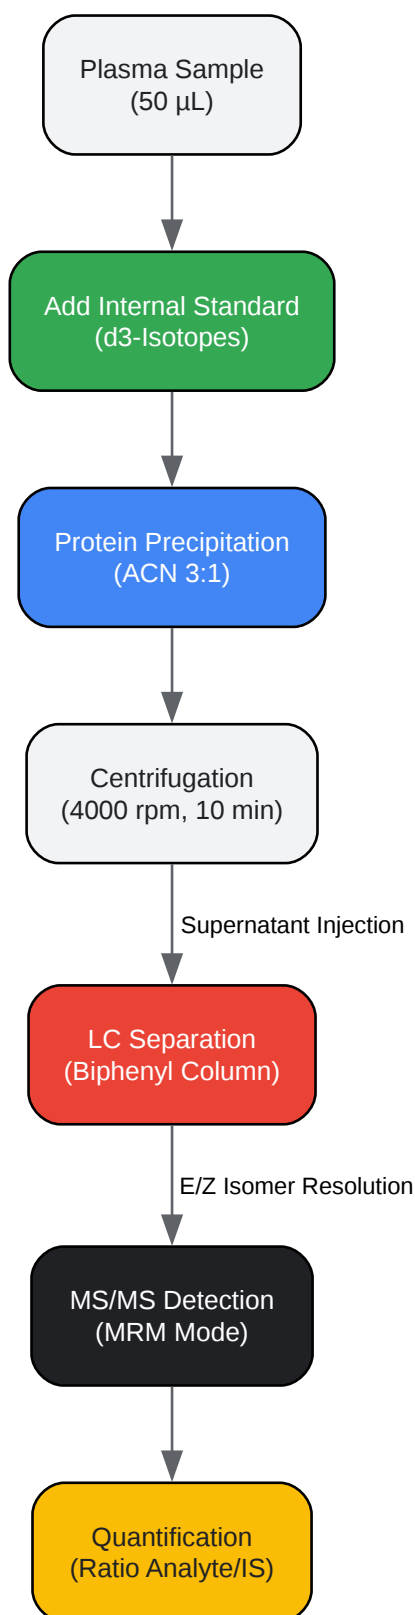 Plasma Sample
(50 µL)
Add Internal Standard
(d3-Isotopes)
Protein Precipitation
(ACN 3:1)
Centrifugation
(4000 rpm, 10 min)
Supernatant Injection
LC Separation
(Biphenyl Column)
E/Z Isomer Resolution
MS/MS Detection
(MRM Mode)
Quantification
(Ratio Analyte/IS)